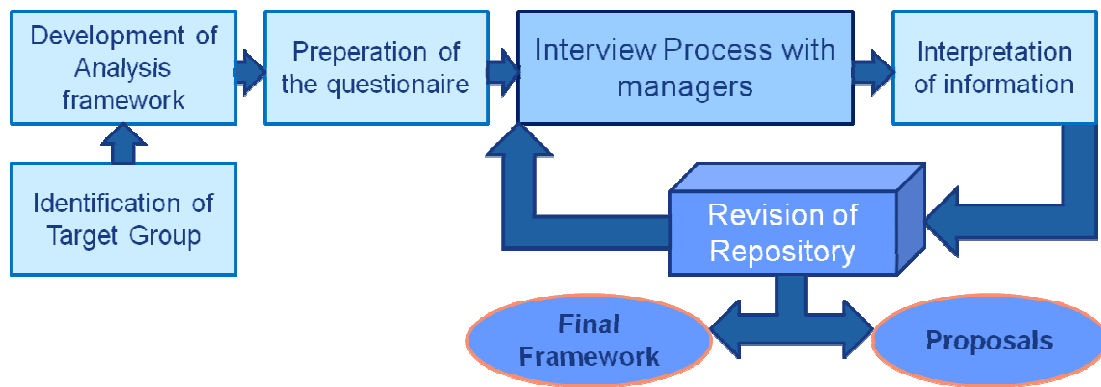 Development of
Analysis
framework
Preperation of
the questionaire
Interview Process with
managers
Interpretation
of information
Identification of
Target Group
Revision of
Repository
Final
Framework
Proposals